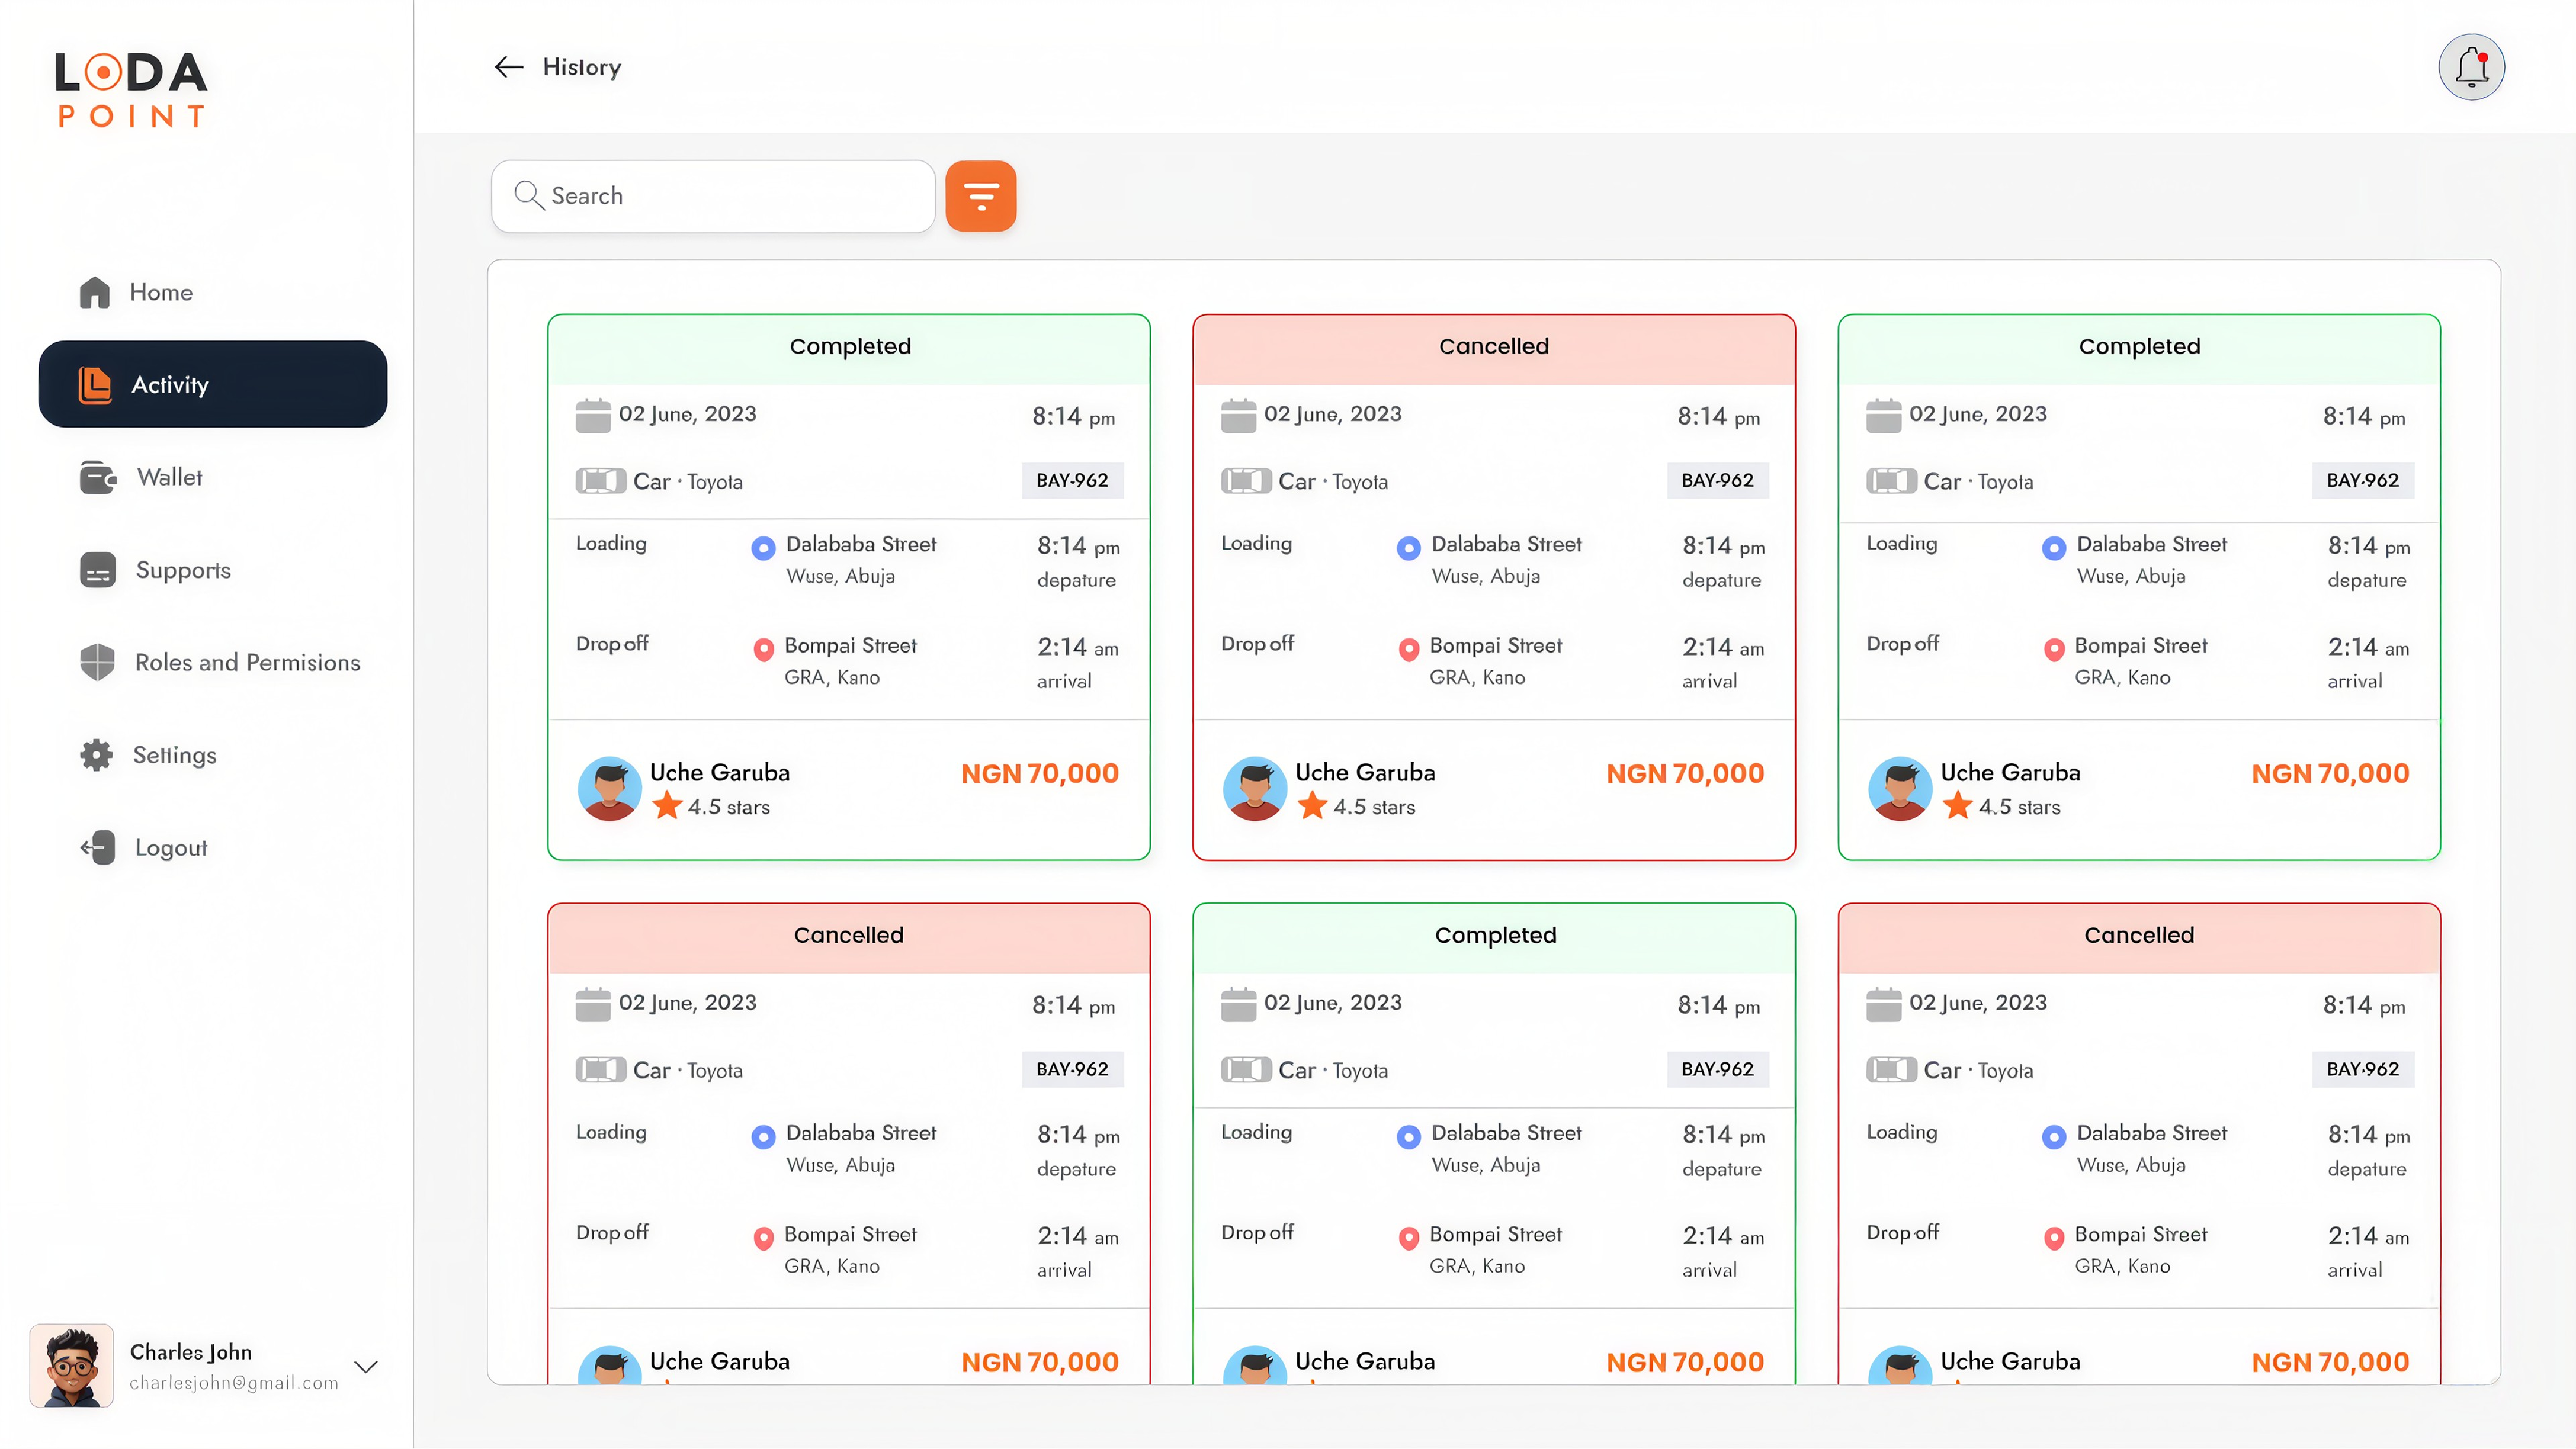 LODA
POINT
Home
Activity
Wallet
Supports
Roles and Permisions
Settings
Logout
Charles John
charlesjohn@gmail.com
History
Search
Completed
02 June, 2023 8:14 pm
Car · Toyota BAY-962
Loading Dalababa Street 8:14 pm
Wuse, Abuja depature
Drop off Bompai Street 2:14 am
GRA, Kano arrival
Uche Garuba NGN 70,000
4.5 stars
Cancelled
02 June, 2023 8:14 pm
Car · Toyota BAY-962
Loading Dalababa Street 8:14 pm
Wuse, Abuja depature
Drop off Bompai Street 2:14 am
GRA, Kano arrival
Uche Garuba NGN 70,000
4.5 stars
Completed
02 June, 2023 8:14 pm
Car · Toyota BAY-962
Loading Dalababa Street 8:14 pm
Wuse, Abuja depature
Drop off Bompai Street 2:14 am
GRA, Kano arrival
Uche Garuba NGN 70,000
4.5 stars
Cancelled
02 June, 2023 8:14 pm
Car · Toyota BAY-962
Loading Dalababa Street 8:14 pm
Wuse, Abuja depature
Drop off Bompai Street 2:14 am
GRA, Kano arrival
Uche Garuba NGN 70,000
Completed
02 June, 2023 8:14 pm
Car · Toyota BAY-962
Loading Dalababa Street 8:14 pm
Wuse, Abuja depature
Drop off Bompai Street 2:14 am
GRA, Kano arrival
Uche Garuba NGN 70,000
Cancelled
02 June, 2023 8:14 pm
Car · Toyota BAY-962
Loading Dalababa Street 8:14 pm
Wuse, Abuja depature
Drop off Bompai Street 2:14 am
GRA, Kano arrival
Uche Garuba NGN 70,000